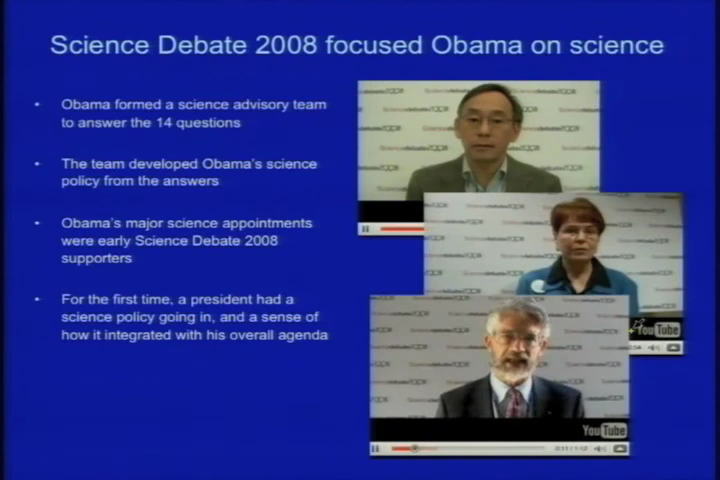 Science Debate 2008 focused Obama on science
• Obama formed a science advisory team
to answer the 14 questions
• The team developed Obama's science
policy from the answers
• Obama's major science appointments
were early Science Debate 2008
supporters
• For the first time, a president had a
science policy going in, and a sense of
how it integrated with his overall agenda
YouTube
YouTube